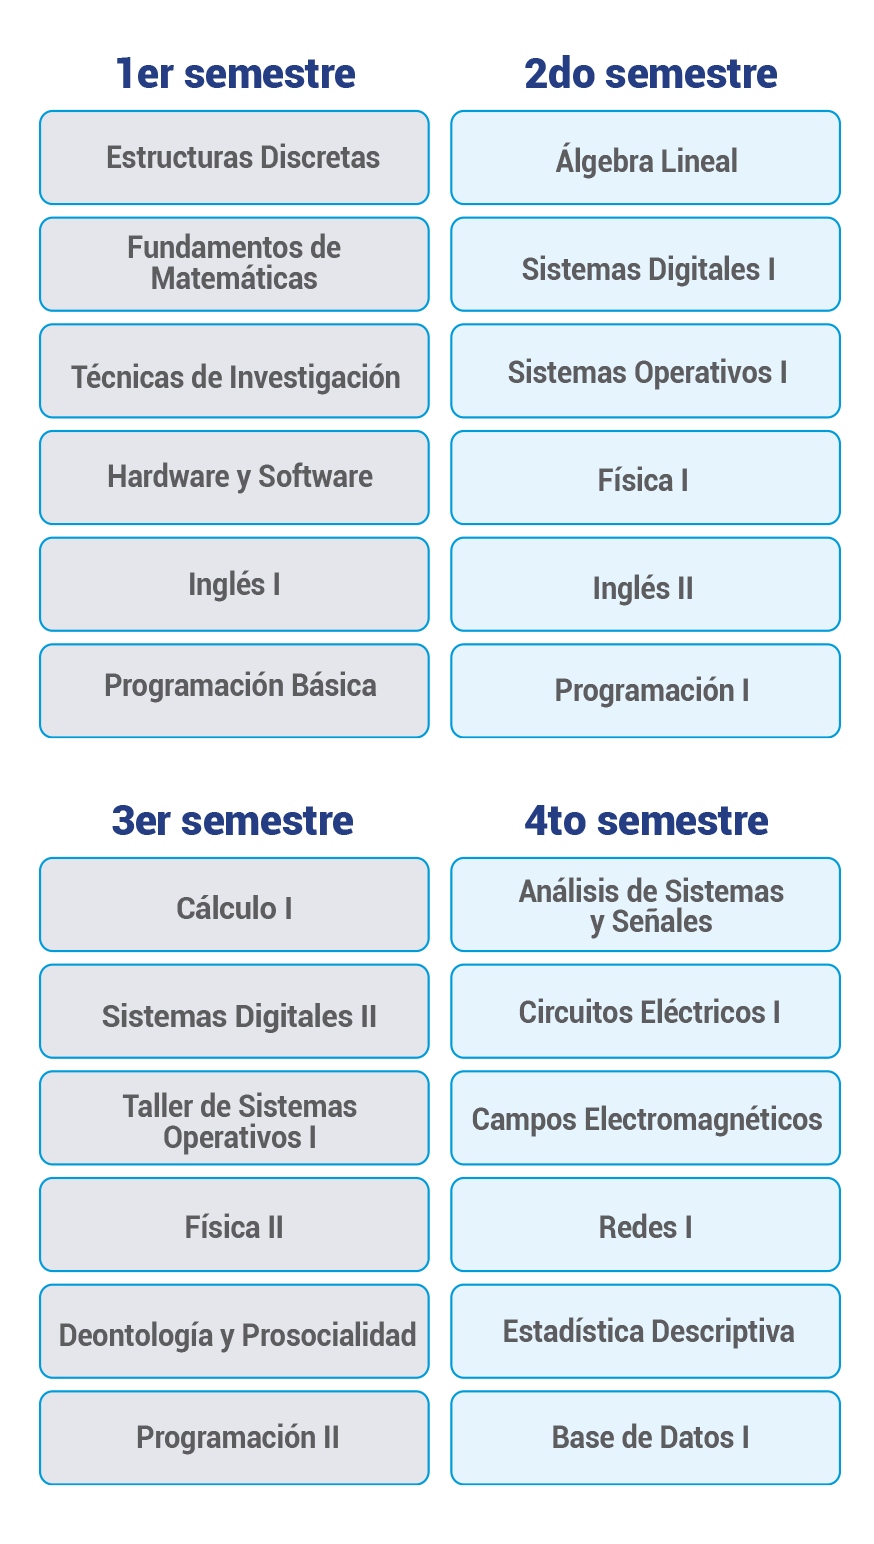 1er semestre
Estructuras Discretas
Fundamentos de
Matemáticas
Técnicas de Investigación
Hardware y Software
Inglés I
Programación Básica
2do semestre
Álgebra Lineal
Sistemas Digitales I
Sistemas Operativos I
Física I
Inglés II
Programación I
3er semestre
Cálculo I
Sistemas Digitales II
Taller de Sistemas
Operativos I
Física II
Deontología y Prosocialidad
Programación II
4to semestre
Análisis de Sistemas
y Señales
Circuitos Eléctricos I
Campos Electromagnéticos
Redes I
Estadística Descriptiva
Base de Datos I